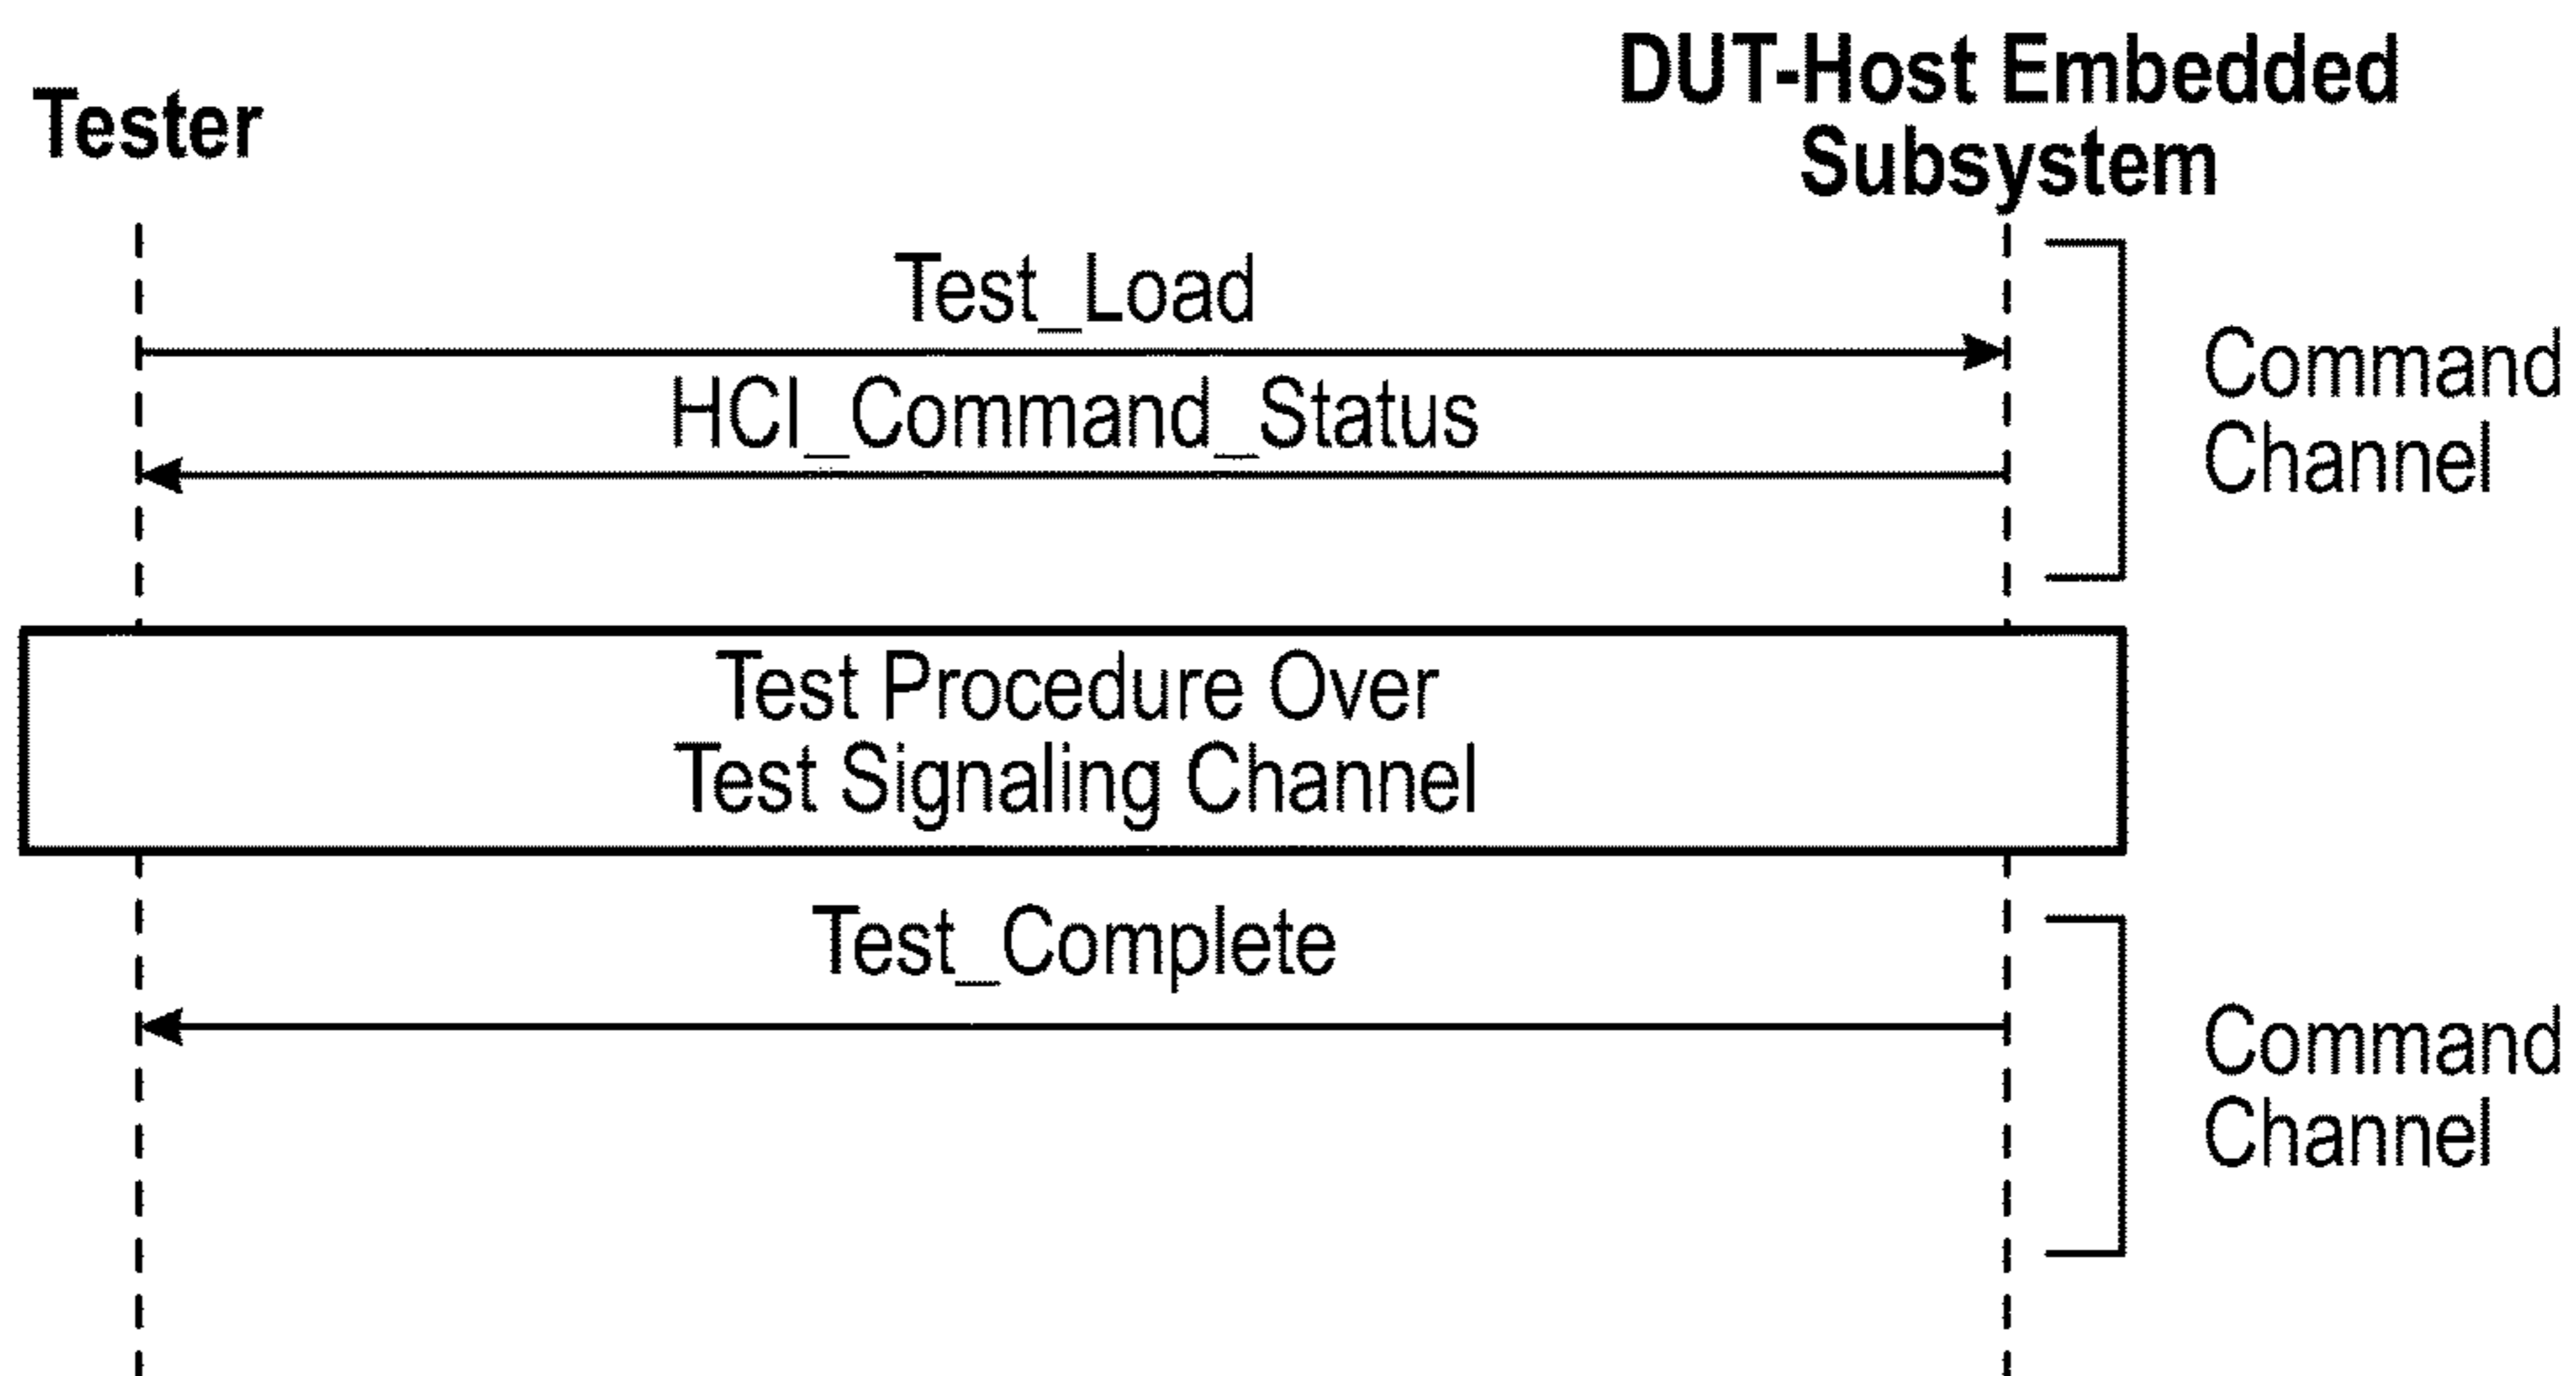 Tester
DUT-Host Embedded
Subsystem
Test_Load
HCI_Command_Status
Command
Channel
Test Procedure Over
Test Signaling Channel
Test_Complete
Command
Channel